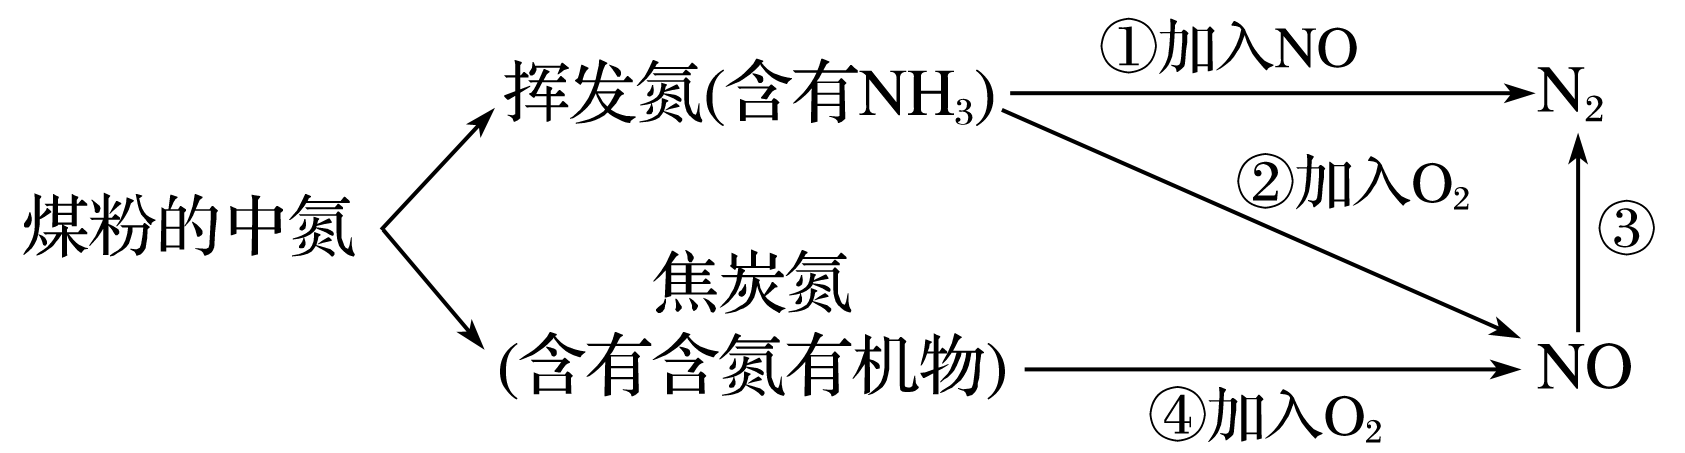 ①加入NO
挥发氮(含有NH₃)
N₂
②加入O₂
煤粉的中氮
③
焦炭氮
(含有含氮有机物)
NO
④加入O₂